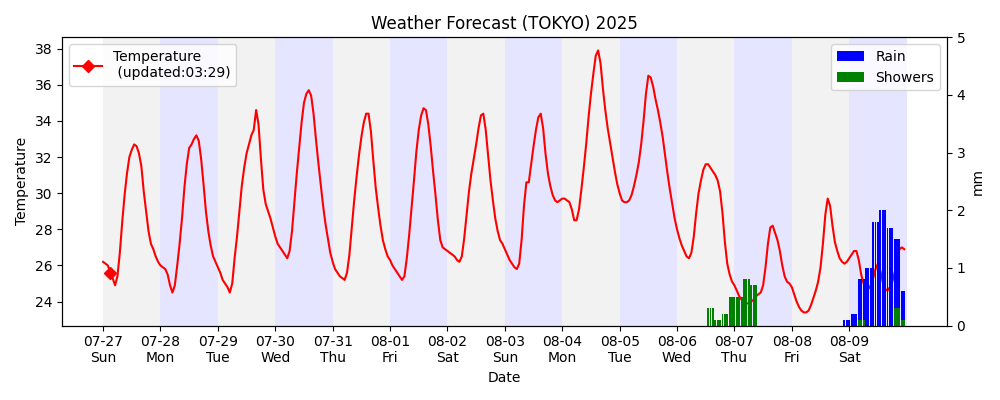 Weather Forecast (TOKYO) 2025
Temperature
(updated:03:29)
Rain
Showers
Temperature
38
36
34
32
30
28
26
24
5
4
3
2
1
0
mm
07-27 07-28 07-29 07-30 07-31 08-01 08-02 08-03 08-04 08-05 08-06 08-07 08-08 08-09
Sun Mon Tue Wed Thu Fri Sat Sun Mon Tue Wed Thu Fri Sat
Date